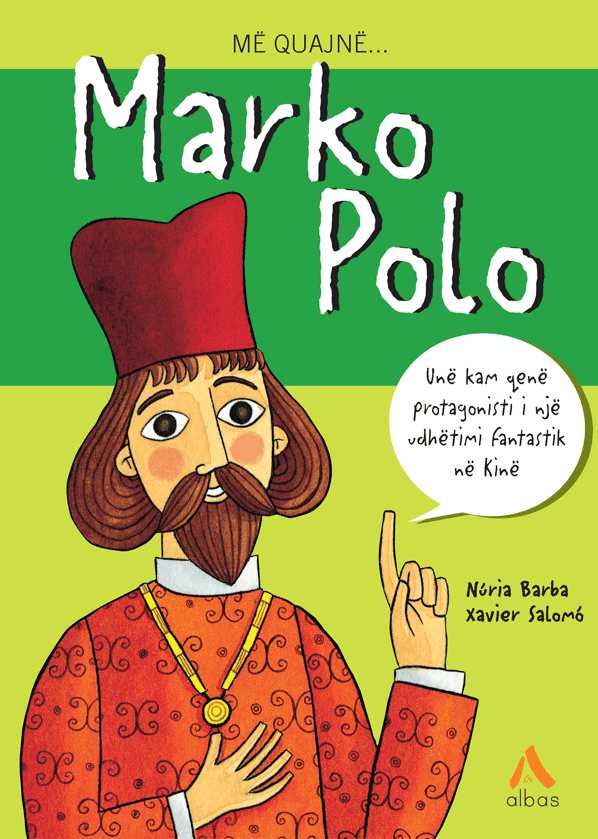 MË QUAJNË...
Marko
Polo
Unë kam qenë
protagonisti i një
udhëtimi fantastik
në Kinë
Núria Barba
Xavier Salomó
albas